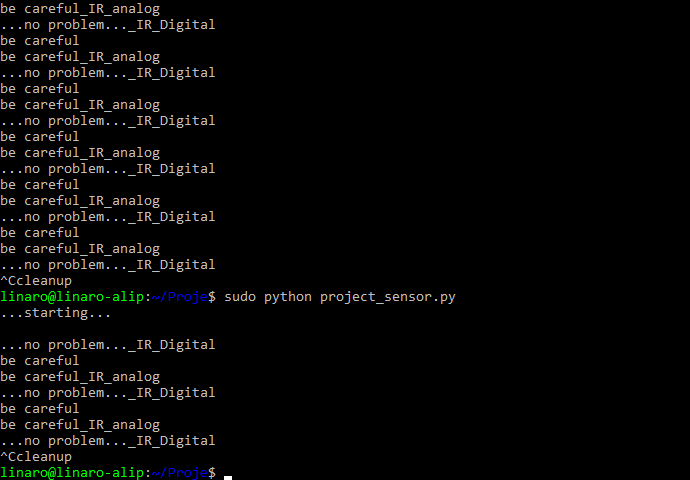 be careful_IR_analog
...no problem..._IR_Digital
be careful
be careful_IR_analog
...no problem..._IR_Digital
be careful
be careful_IR_analog
...no problem..._IR_Digital
be careful
be careful_IR_analog
...no problem..._IR_Digital
be careful
be careful_IR_analog
...no problem..._IR_Digital
be careful
be careful_IR_analog
...no problem..._IR_Digital
^Ccleanup
linaro@linaro-alip:~/Proje$ sudo python project_sensor.py
...starting...
...no problem..._IR_Digital
be careful
be careful_IR_analog
...no problem..._IR_Digital
be careful
be careful_IR_analog
...no problem..._IR_Digital
^Ccleanup
linaro@linaro-alip:~/Proje$